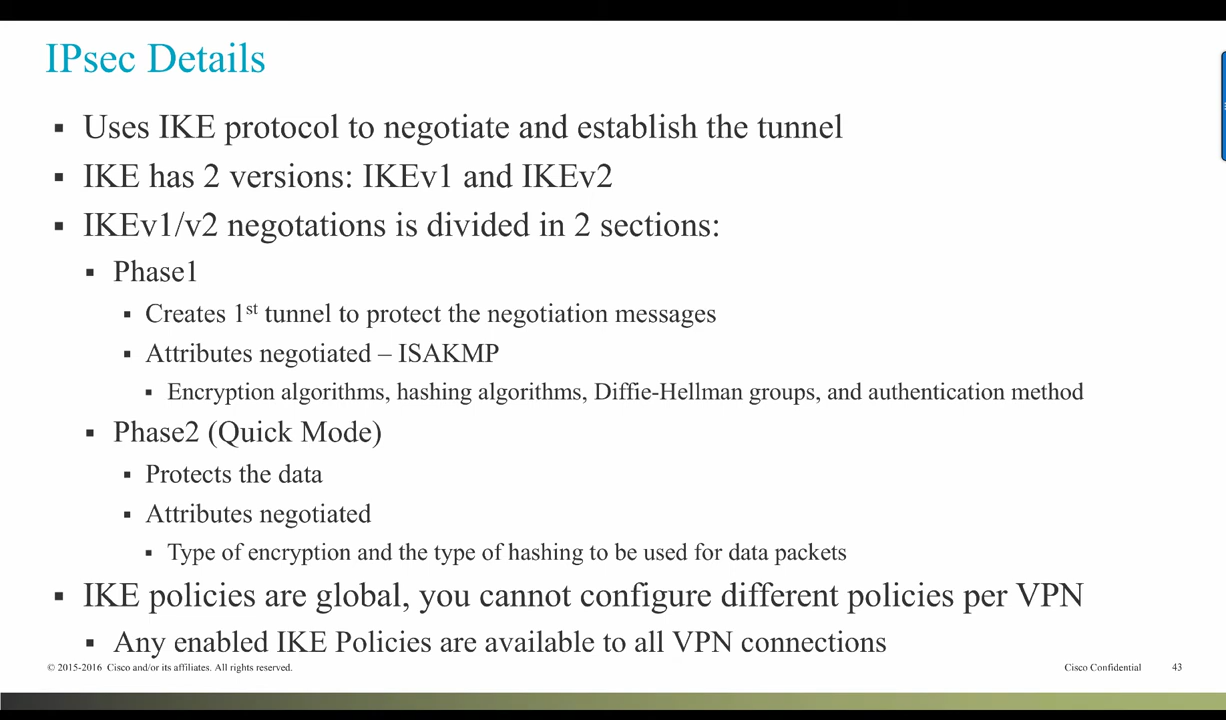 IPsec Details
▪ Uses IKE protocol to negotiate and establish the tunnel
▪ IKE has 2 versions: IKEv1 and IKEv2
▪ IKEv1/v2 negotations is divided in 2 sections:
▪ Phase1
▪ Creates 1st tunnel to protect the negotiation messages
▪ Attributes negotiated – ISAKMP
▪ Encryption algorithms, hashing algorithms, Diffie-Hellman groups, and authentication method
▪ Phase2 (Quick Mode)
▪ Protects the data
▪ Attributes negotiated
▪ Type of encryption and the type of hashing to be used for data packets
▪ IKE policies are global, you cannot configure different policies per VPN
▪ Any enabled IKE Policies are available to all VPN connections
© 2015-2016 Cisco and/or its affiliates. All rights reserved.
Cisco Confidential 43